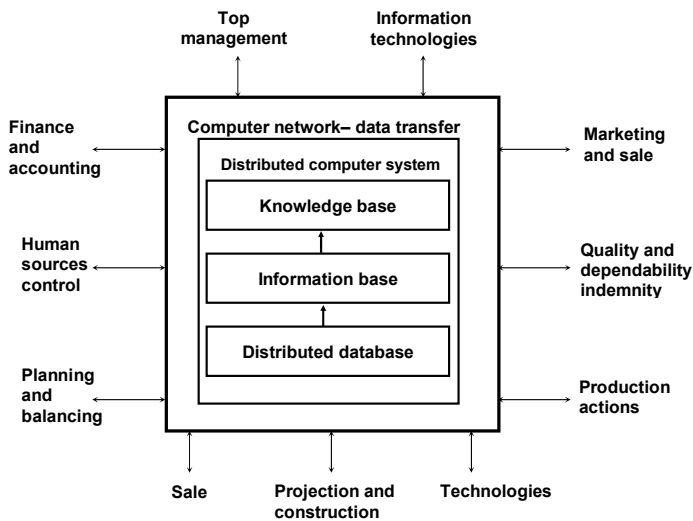 Top
management
Information
technologies
Computer network– data transfer
Finance
and
accounting
Marketing
and sale
Distributed computer system
Knowledge base
Human
sources
control
Information base
Quality and
dependability
indemnity
Distributed database
Planning
and
balancing
Production
actions
Sale
Projection and
construction
Technologies